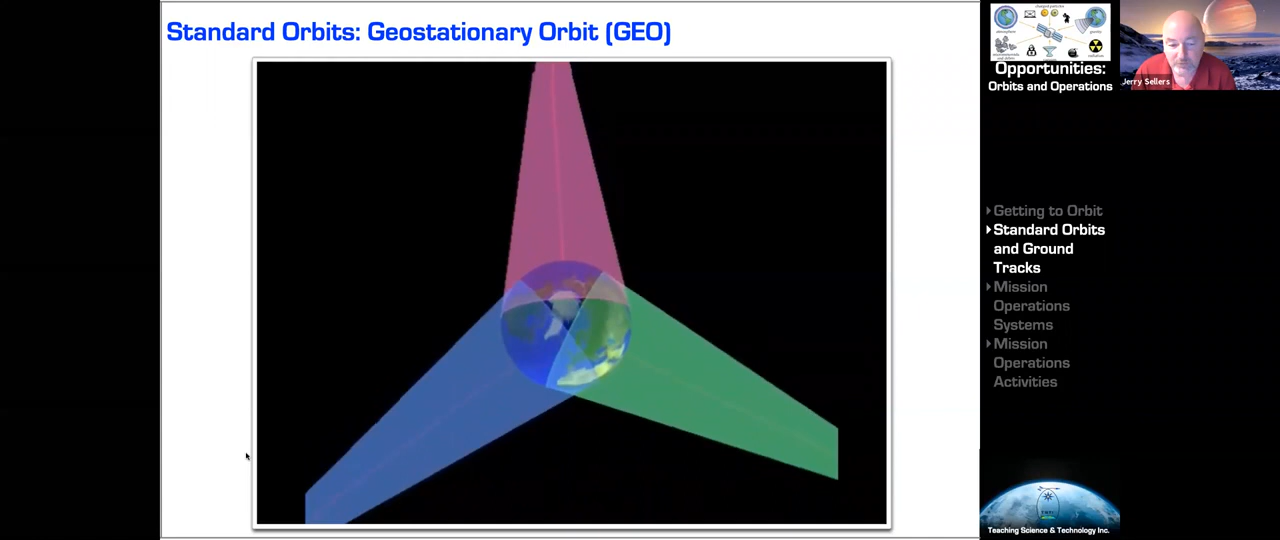 Standard Orbits: Geostationary Orbit (GEO)
Opportunities:
Orbits and Operations
Jerry Sellers
Getting to Orbit
Standard Orbits
and Ground
Tracks
Mission
Operations
Systems
Mission
Operations
Activities
Teaching Science & Technology Inc.